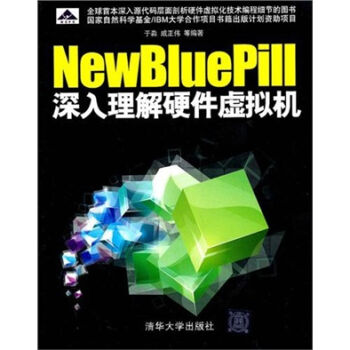 全球首本深入源代码层面剖析硬件虚拟化技术编程细节的图书
国家自然科学基金/IBM大学合作项目书籍出版计划资助项目
于淼 戚正伟 等编著
NewBluePill
深入理解硬件虚拟机
清华大学出版社